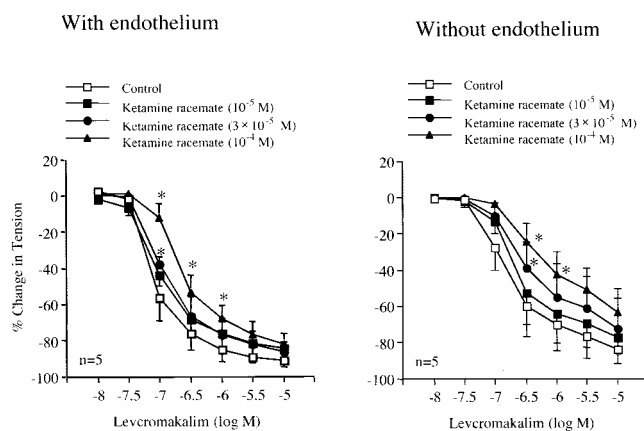 With endothelium
Control
Ketamine racemate (10⁻⁵ M)
Ketamine racemate (3 × 10⁻⁵ M)
Ketamine racemate (10⁻⁴ M)
% Change in Tension
20
0
-20
-40
-60
-80
-100
*
*
*
*
n=5
-8 -7.5 -7 -6.5 -6 -5.5 -5
Levcromakalim (log M)
Without endothelium
Control
Ketamine racemate (10⁻⁵ M)
Ketamine racemate (3 × 10⁻⁵ M)
Ketamine racemate (10⁻⁴ M)
20
0
-20
-40
-60
-80
-100
*
*
*
n=5
-8 -7.5 -7 -6.5 -6 -5.5 -5
Levcromakalim (log M)